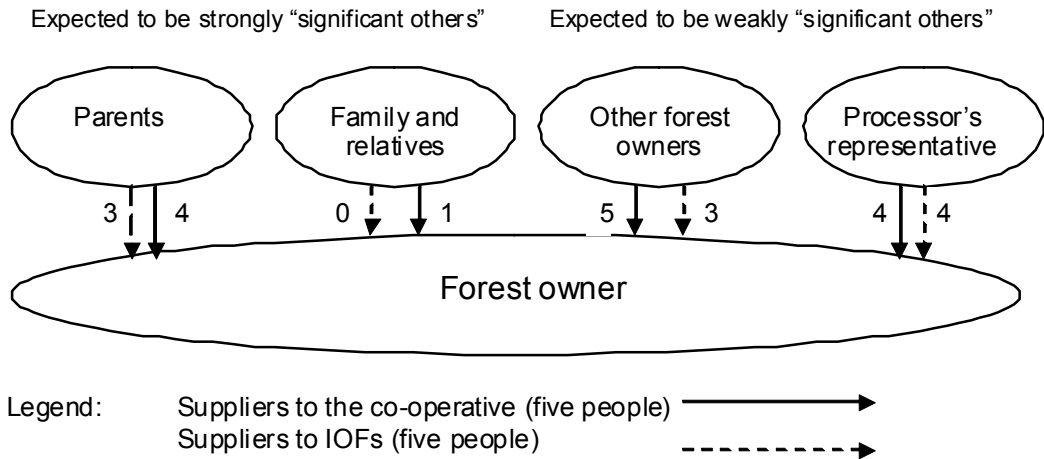 Expected to be strongly “significant others” Expected to be weakly “significant others”
Parents
Family and
relatives
Other forest
owners
Processor’s
representative
3 4 0 1 5 3 4 4
Forest owner
Legend: Suppliers to the co-operative (five people)
Suppliers to IOFs (five people)